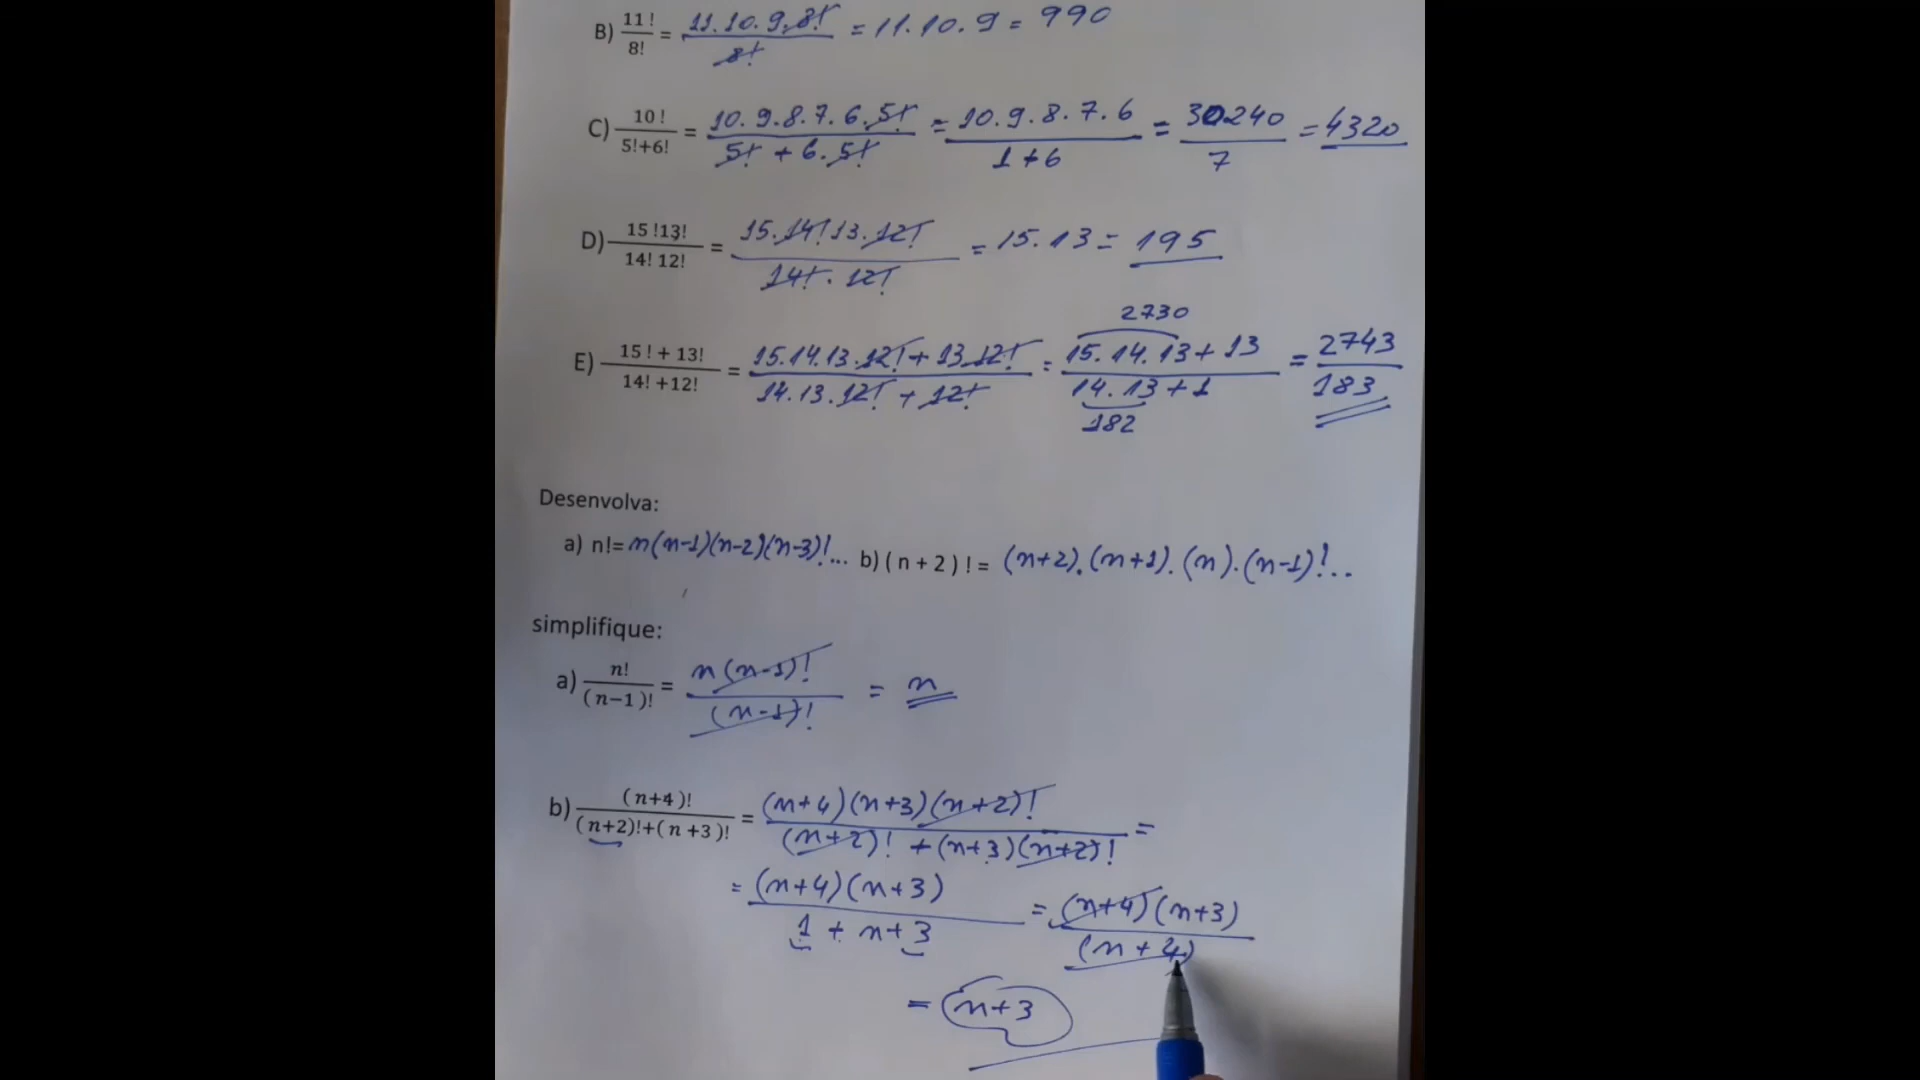 B) 11!/8! = 11.10.9.8!/8! = 11.10.9 = 990
C) 10!/5!+6! = 10.9.8.7.6.5!/5!+6.5! = 10.9.8.7.6/1+6 = 30240/7 = 4320
D) 15!13!/14!12! = 15.14!13.12!/14!.12! = 15.13 = 195
2730
E) 15!+13!/14!+12! = 15.14.13.12!+13.12!/14.13.12!+12! = 15.14.13+13/14.13+1 = 2743/183
182
Desenvolva:
a) n!= n(n-1)(n-2)(n-3)!... b) (n+2)!= (n+2).(n+1).(n).(n-1)!..
simplifique:
a) n!/(n−1)! = n(n-1)!/(n-1)! = n
b) (n+4)!/(n+2)!+(n+3)! = (n+4)(n+3)(n+2)!/(n+2)!+(n+3)(n+2)! =
= (n+4)(n+3)/1+n+3 = (n+4)(n+3)/(n+4)
= n+3